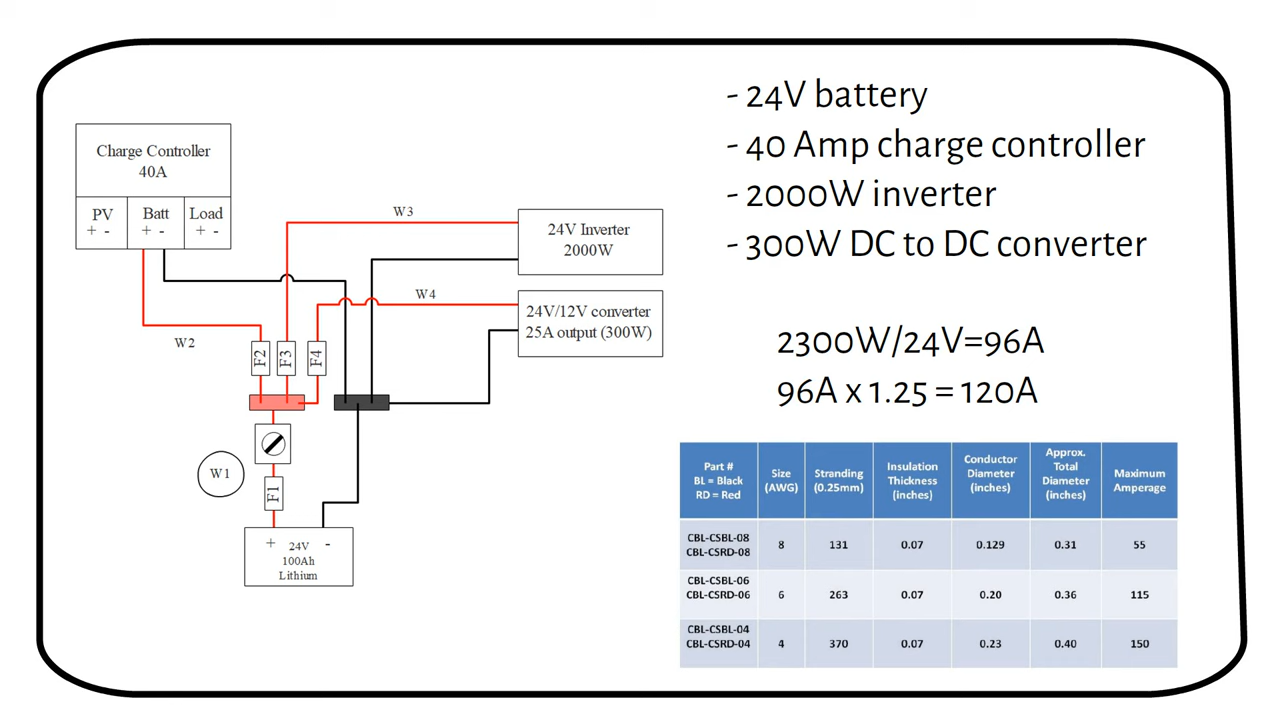 Charge Controller
40A
PV
+ -
Batt
+ -
Load
+ -
W3
24V Inverter
2000W
W4
24V/12V converter
25A output (300W)
W2
F2
F3
F4
W1
F1
+ -
24V
100Ah
Lithium
- 24V battery
- 40 Amp charge controller
- 2000W inverter
- 300W DC to DC converter
2300W/24V=96A
96A x 1.25 = 120A
Part #
BL = Black
RD = Red
Size
(AWG)
Stranding
(0.25mm)
Insulation
Thickness
(inches)
Conductor
Diameter
(inches)
Approx.
Total
Diameter
(inches)
Maximum
Amperage
CBL-CSBL-08
CBL-CSRD-08
8
131
0.07
0.129
0.31
55
CBL-CSBL-06
CBL-CSRD-06
6
263
0.07
0.20
0.36
115
CBL-CSBL-04
CBL-CSRD-04
4
370
0.07
0.23
0.40
150